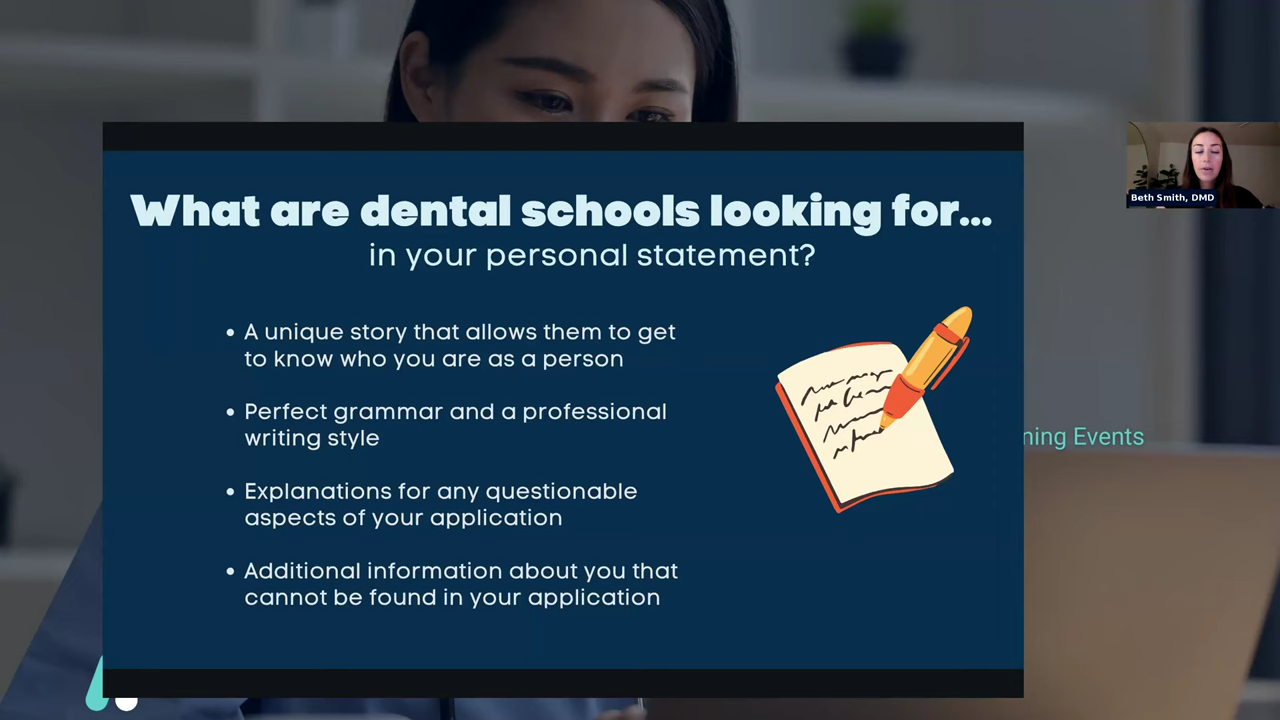 What are dental schools looking for...
in your personal statement?
• A unique story that allows them to get
to know who you are as a person
• Perfect grammar and a professional
writing style
• Explanations for any questionable
aspects of your application
• Additional information about you that
cannot be found in your application
Beth Smith, DMD
ning Events